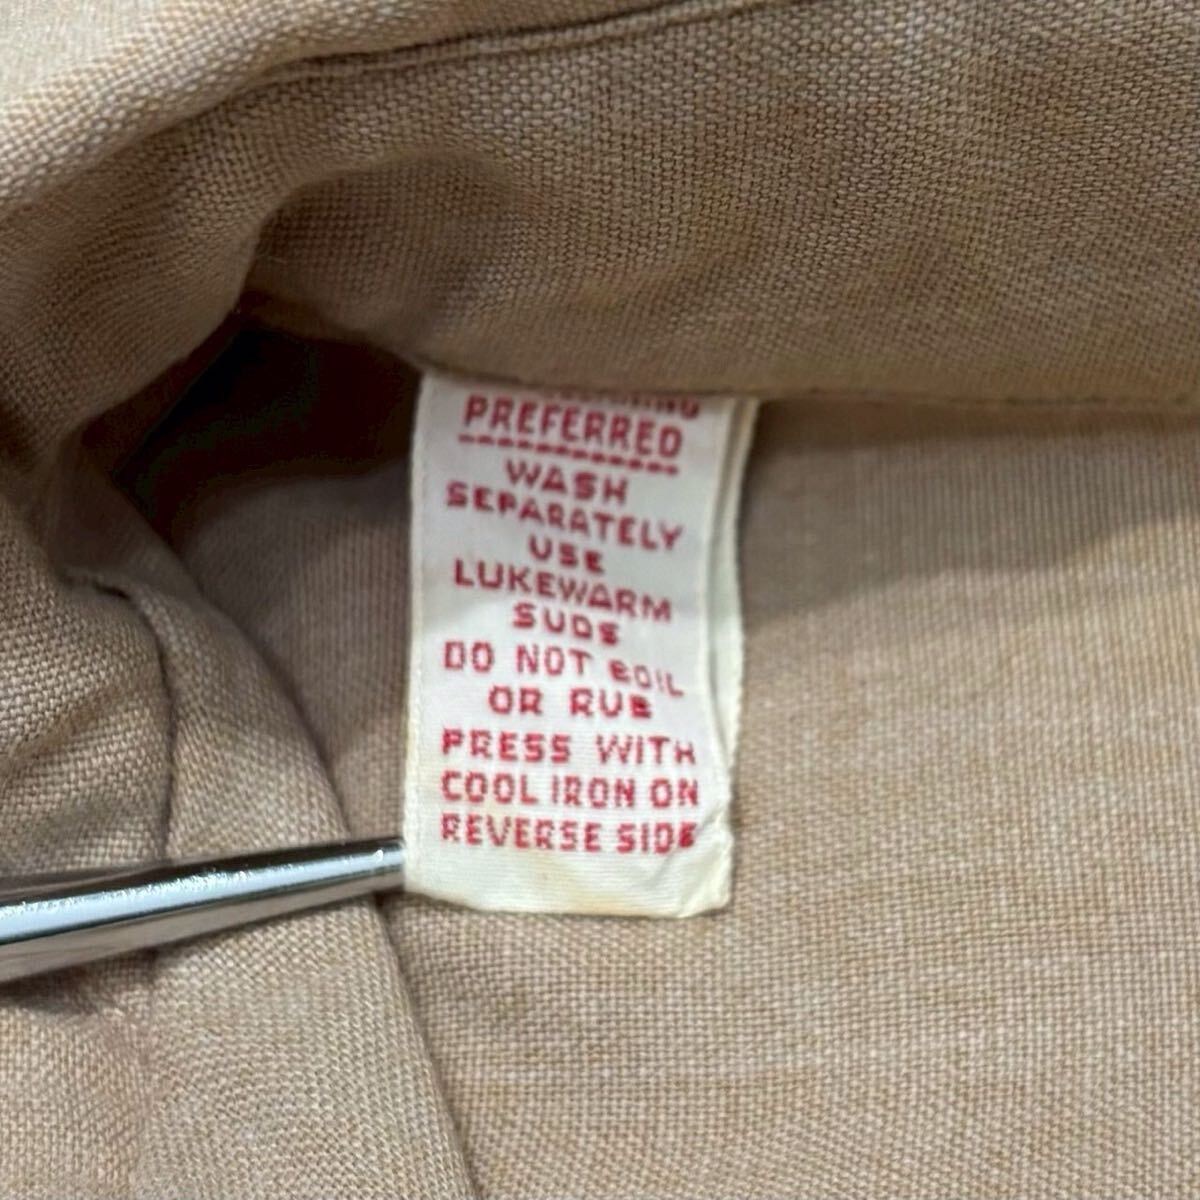 PREFERRED
WASH
SEPARATELY
USE
LUKEWARM
SUDS
DO NOT BOIL
OR RUB
PRESS WITH
COOL IRON ON
REVERSE SIDE